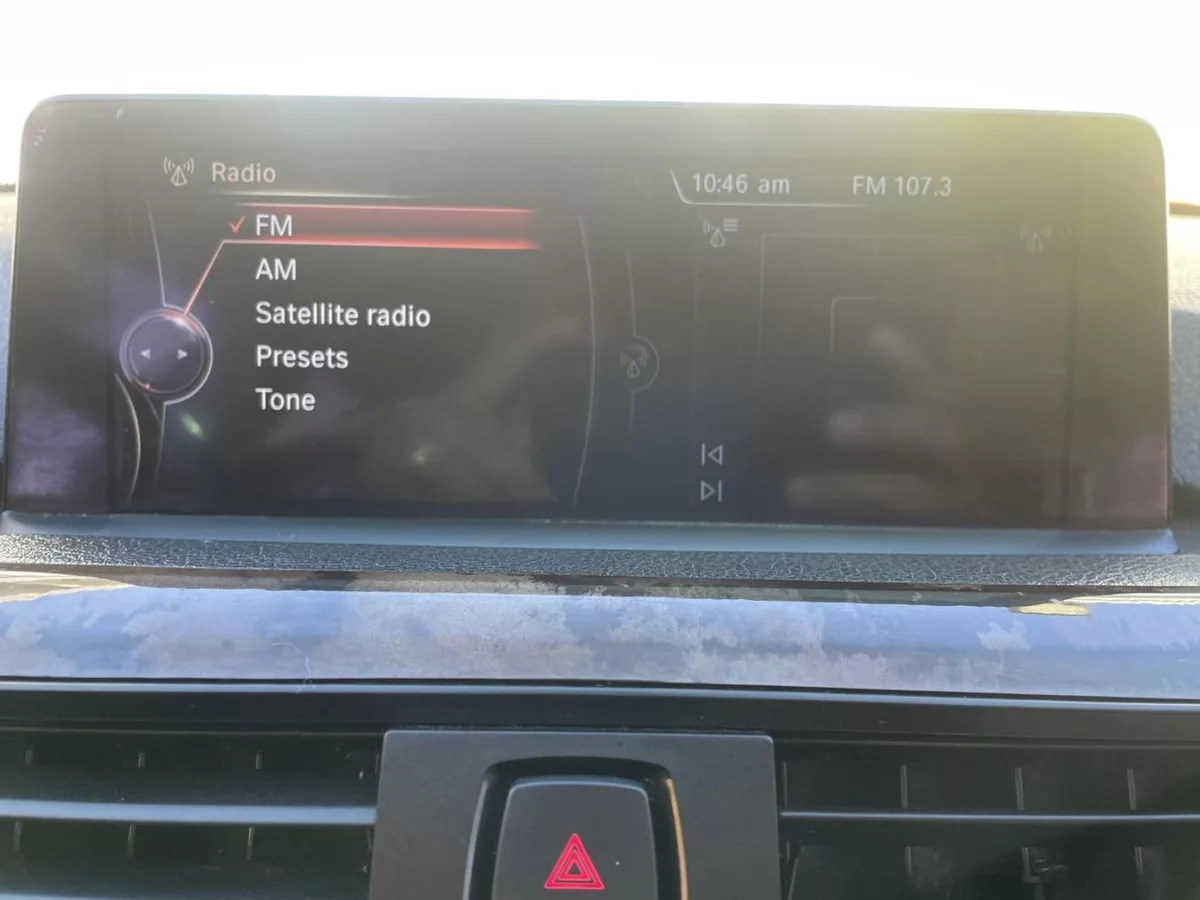 Radio
10:46 am FM 107.3
FM
AM
Satellite radio
Presets
Tone